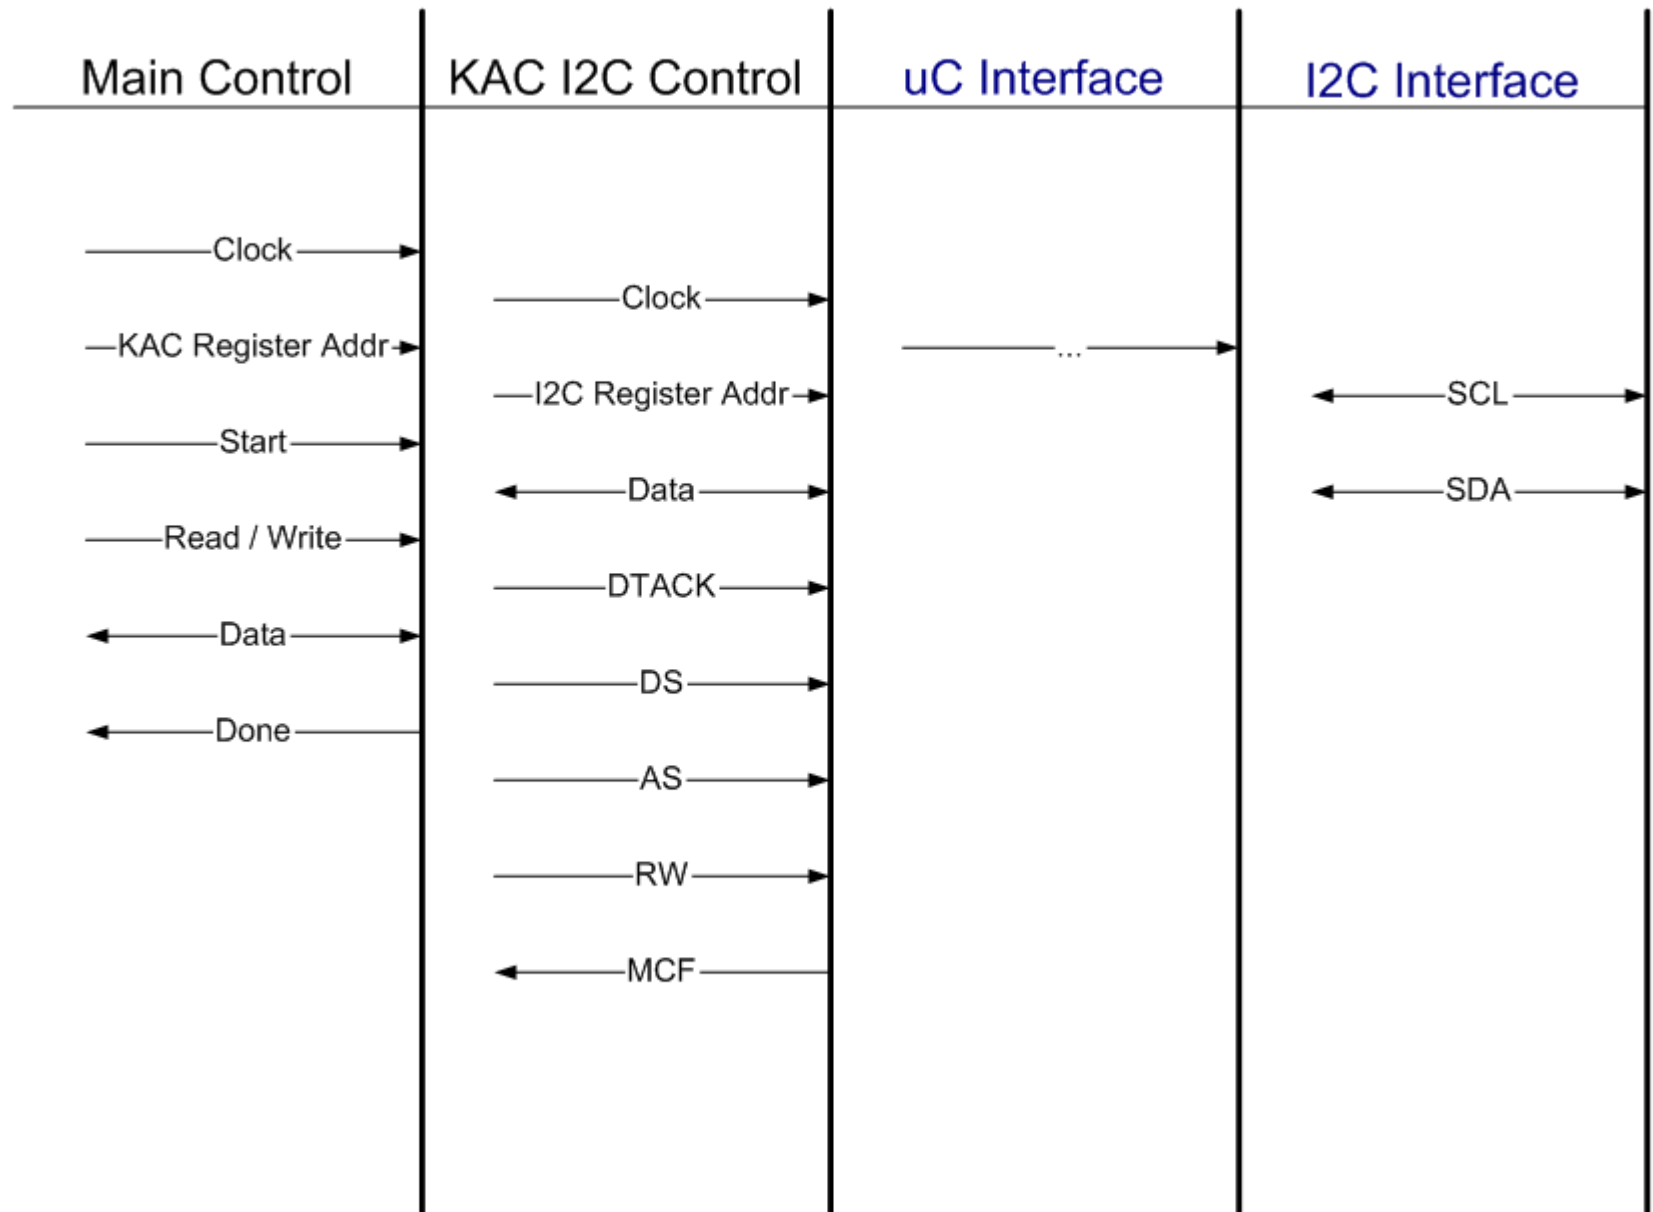 Main Control
KAC I2C Control
uC Interface
I2C Interface
Clock
KAC Register Addr
Start
Read / Write
Data
Done
Clock
I2C Register Addr
Data
DTACK
DS
AS
RW
MCF
...
SCL
SDA